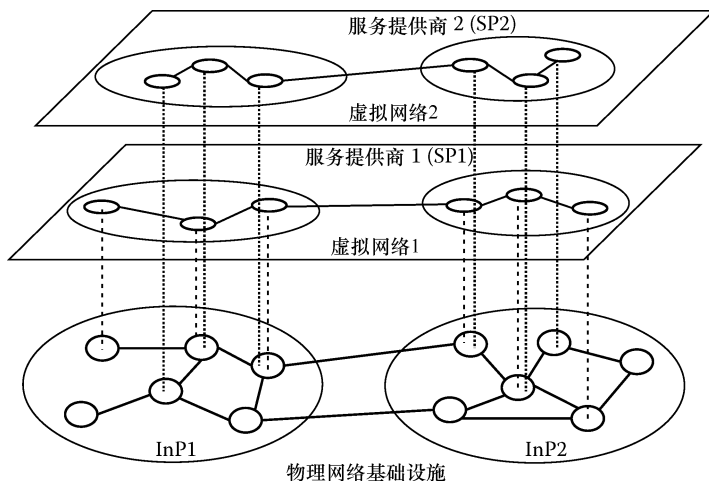 服务提供商 2 (SP2)
虚拟网络2
服务提供商 1 (SP1)
虚拟网络1
InP1
InP2
物理网络基础设施